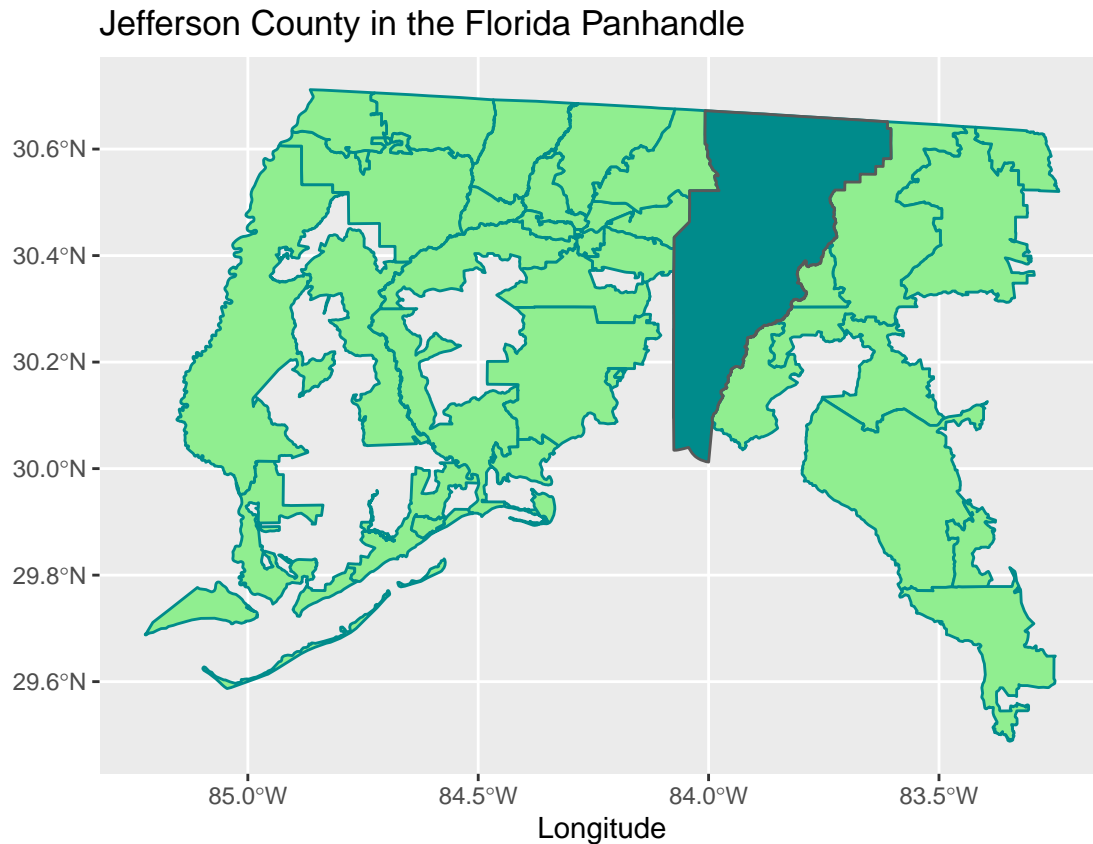 Jefferson County in the Florida Panhandle
30.6°N
30.4°N
30.2°N
30.0°N
29.8°N
29.6°N
85.0°W 84.5°W 84.0°W 83.5°W
Longitude